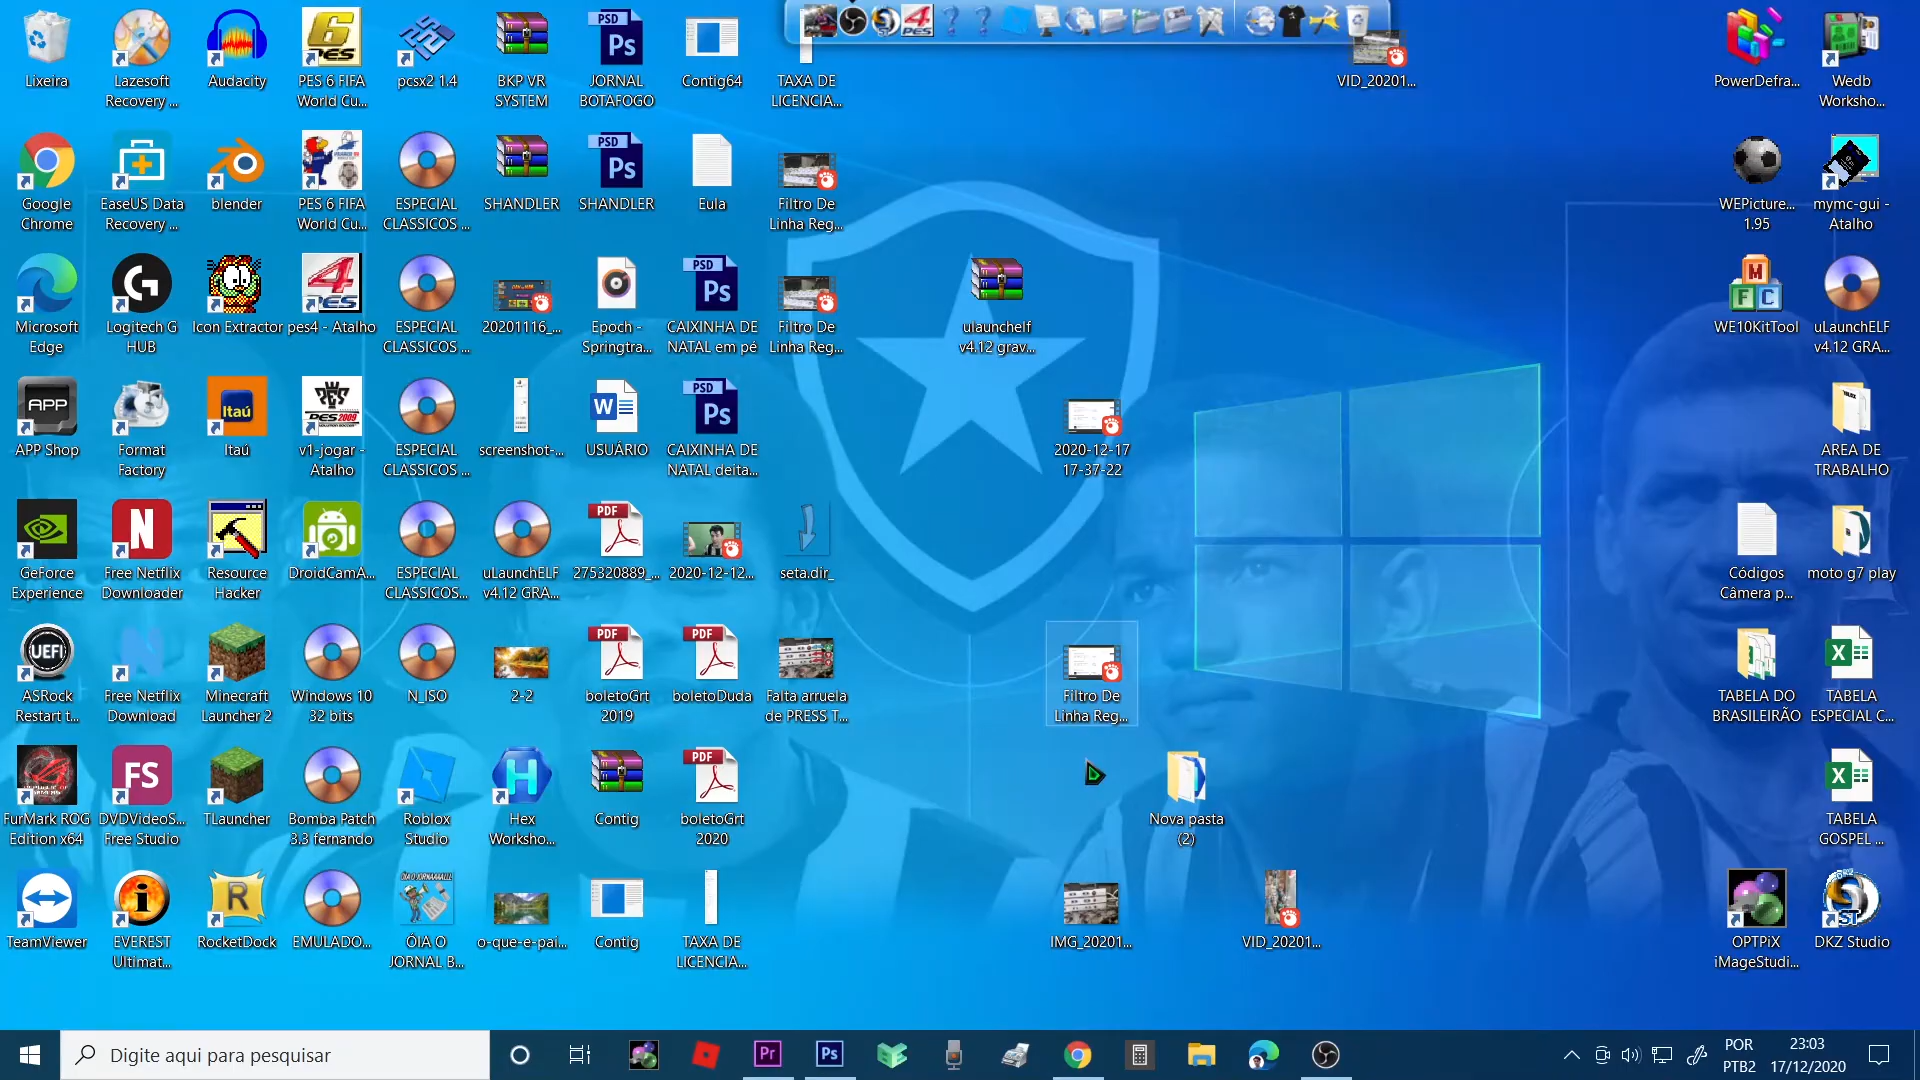 Lixeira
Lazesoft
Recovery ...
Audacity
PES 6 FIFA
World Cu...
pcsx2 1.4
BKP VR
SYSTEM
JORNAL
BOTAFOGO
Contig64
TAXA DE
LICENCIA...
VID_20201...
PowerDefra...
Wedb
Worksho...
Google
Chrome
EaseUS Data
Recovery ...
blender
PES 6 FIFA
World Cu...
ESPECIAL
CLASSICOS ...
SHANDLER
SHANDLER
Eula
Filtro De
Linha Reg...
WEPicture...
1.95
mymc-gui -
Atalho
Microsoft
Edge
Logitech G
HUB
Icon Extractor
pes4 - Atalho
ESPECIAL
CLASSICOS ...
20201116_...
Epoch -
Springtra...
CAIXINHA DE
NATAL em pé
Filtro De
Linha Reg...
ulaunchelf
v4.12 grav...
WE10KitTool
uLaunchELF
v4.12 GRA...
APP Shop
Format
Factory
Itaú
v1-jogar -
Atalho
ESPECIAL
CLASSICOS ...
screenshot-...
USUÁRIO
CAIXINHA DE
NATAL deita...
2020-12-17
17-37-22
AREA DE
TRABALHO
GeForce
Experience
Free Netflix
Downloader
Resource
Hacker
DroidCamA...
ESPECIAL
CLASSICOS...
uLaunchELF
v4.12 GRA...
275320889_...
2020-12-12...
seta.dir_
Códigos
Câmera p...
moto g7 play
ASRock
Restart t...
Free Netflix
Download
Minecraft
Launcher 2
Windows 10
32 bits
N_ISO
2-2
boletoGrt
2019
boletoDuda
Falta arruela
de PRESS T...
Filtro De
Linha Reg...
TABELA DO
BRASILEIRÃO
TABELA
ESPECIAL C...
FurMark ROG
Edition x64
DVDVideoS...
Free Studio
TLauncher
Bomba Patch
3.3 fernando
Roblox
Studio
Hex
Worksho...
Contig
boletoGrt
2020
Nova pasta
(2)
TABELA
GOSPEL ...
TeamViewer
EVEREST
Ultimat...
RocketDock
EMULADO...
ÓIA O
JORNAL B...
o-que-e-pai...
Contig
TAXA DE
LICENCIA...
IMG_20201...
VID_20201...
OPTPiX
iMageStudi...
DKZ Studio
Digite aqui para pesquisar
POR
PTB2
23:03
17/12/2020